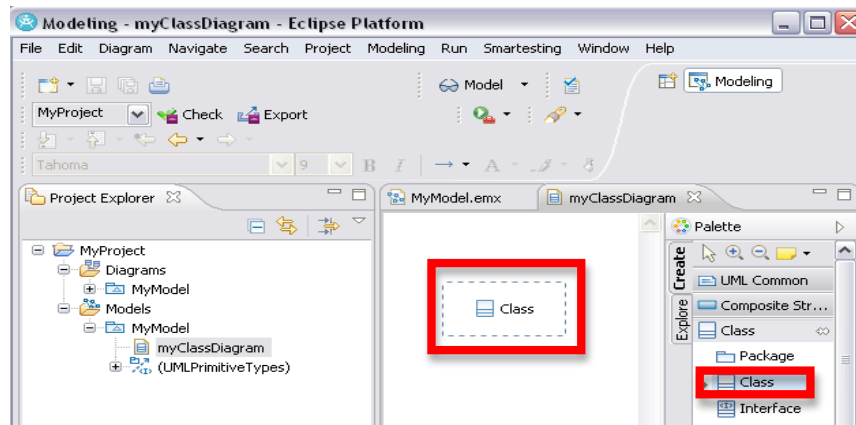 Modeling - myClassDiagram - Eclipse Platform
File Edit Diagram Navigate Search Project Modeling Run Smartesting Window Help
Model Modeling
MyProject Check Export
Tahoma 9 B I A
Project Explorer MyModel.emx myClassDiagram
Palette
MyProject
Diagrams
MyModel
Models
MyModel
myClassDiagram
(UMLPrimitiveTypes)
Class
Create
Explore
UML Common
Composite Str...
Class
Package
Class
Interface